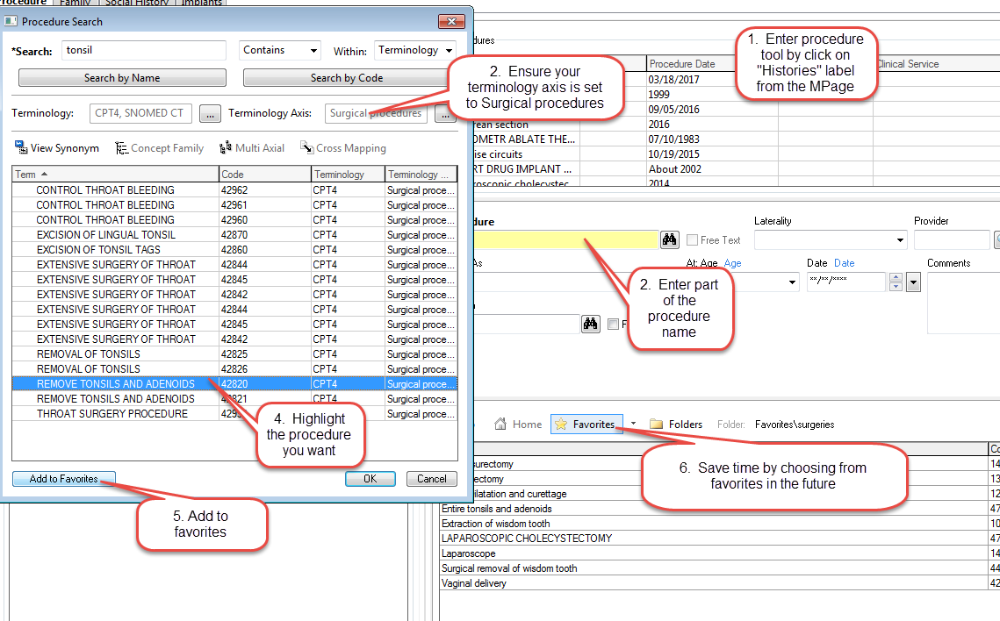 Procedure Family Social History Implants
Procedure Search
*Search: tonsil Contains Within: Terminology
Search by Name Search by Code
Terminology: CPT4, SNOMED CT ... Terminology Axis: Surgical procedures ...
View Synonym Concept Family Multi Axial Cross Mapping
Term Code Terminology Terminology ...
CONTROL THROAT BLEEDING 42962 CPT4 Surgical proce...
CONTROL THROAT BLEEDING 42961 CPT4 Surgical proce...
CONTROL THROAT BLEEDING 42960 CPT4 Surgical proce...
EXCISION OF LINGUAL TONSIL 42870 CPT4 Surgical proce...
EXCISION OF TONSIL TAGS 42860 CPT4 Surgical proce...
EXTENSIVE SURGERY OF THROAT 42844 CPT4 Surgical proce...
EXTENSIVE SURGERY OF THROAT 42845 CPT4 Surgical proce...
EXTENSIVE SURGERY OF THROAT 42842 CPT4 Surgical proce...
EXTENSIVE SURGERY OF THROAT 42844 CPT4 Surgical proce...
EXTENSIVE SURGERY OF THROAT 42845 CPT4 Surgical proce...
EXTENSIVE SURGERY OF THROAT 42842 CPT4 Surgical proce...
REMOVAL OF TONSILS 42825 CPT4 Surgical proce...
REMOVAL OF TONSILS 42826 CPT4 Surgical proce...
REMOVE TONSILS AND ADENOIDS 42820 CPT4 Surgical proce...
REMOVE TONSILS AND ADENOIDS 42821 CPT4 Surgical proce...
THROAT SURGERY PROCEDURE CPT4 Surgical proce...
Add to Favorites OK Cancel
4. Highlight
the procedure
you want
5. Add to
favorites
2. Ensure your
terminology axis is set
to Surgical procedures
1. Enter procedure
tool by click on
"Histories" label
from the MPage
dures
Procedure Date Clinical Service
03/18/2017
1999
09/05/2016
rean section 2016
OMETR ABLATE THE... 07/10/1983
ise circuits 10/19/2015
RT DRUG IMPLANT ... About 2002
roscopic cholecystec 2014
dure Laterality Provider
Free Text
As At: Age Age Date Date Comments
**/**/****
2. Enter part
of the
procedure
name
Home Favorites Folders Folder: Favorites\surgeries
6. Save time by choosing from
favorites in the future
Co
surectomy 14
ectomy 13
ilatation and curettage 12
Entire tonsils and adenoids 47
Extraction of wisdom tooth 10
LAPAROSCOPIC CHOLECYSTECTOMY 47
Laparoscope 14
Surgical removal of wisdom tooth 44
Vaginal delivery 42